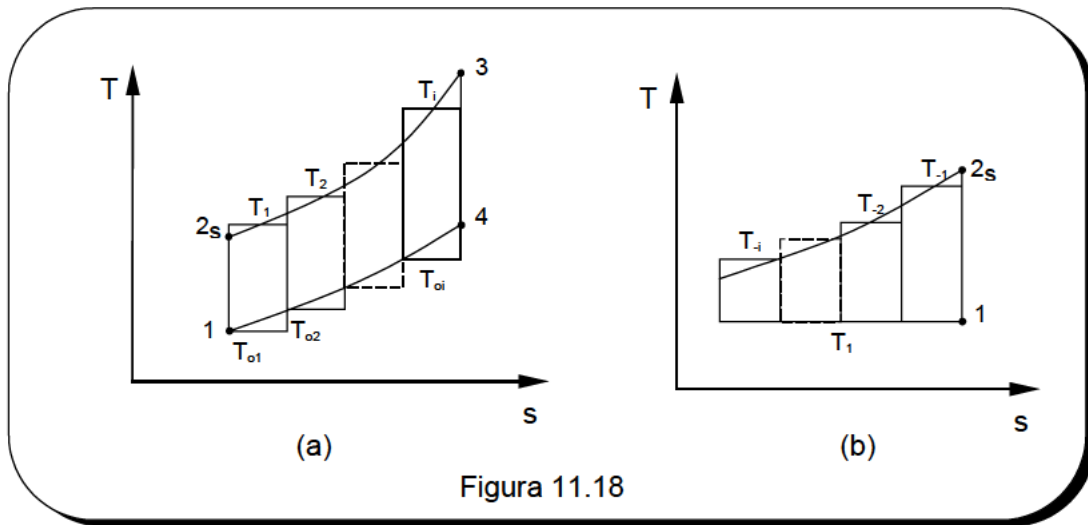 T
3
T_i
T_2
T_1
2s
4
1
T_o1
T_o2
T_oi
s
(a)
T
T_-1
2s
T_-2
T_-i
1
T_1
s
(b)
Figura 11.18